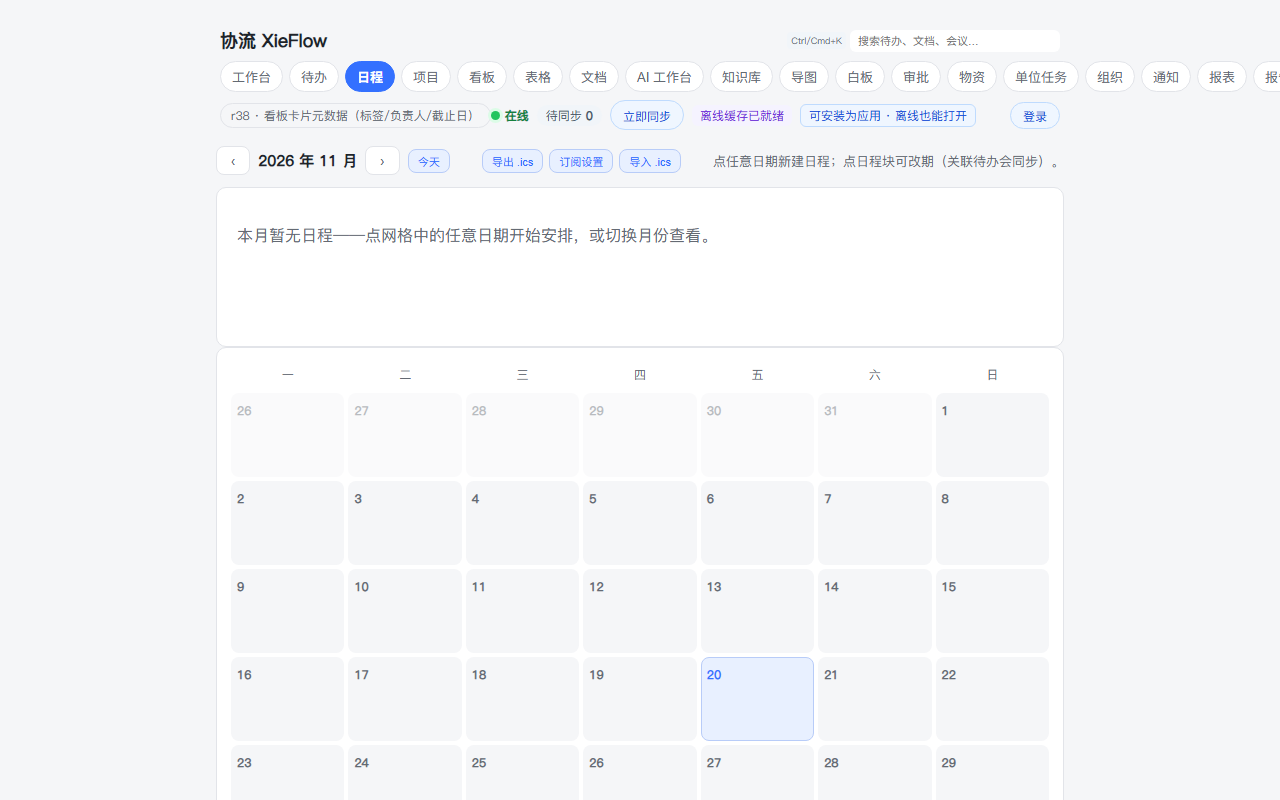 协流 XieFlow
Ctrl/Cmd+K 搜索待办、文档、会议…
工作台 待办 日程 项目 看板 表格 文档 AI 工作台 知识库 导图 白板 审批 物资 单位任务 组织 通知 报表
r38 · 看板卡片元数据（标签/负责人/截止日） 在线 待同步 0 立即同步 离线缓存已就绪 可安装为应用 · 离线也能打开 登录
‹ 2026 年 11 月 › 今天 导出 .ics 订阅设置 导入 .ics 点任意日期新建日程；点日程块可改期（关联待办会同步）。
本月暂无日程——点网格中的任意日期开始安排，或切换月份查看。
一 二 三 四 五 六 日
26 27 28 29 30 31 1
2 3 4 5 6 7 8
9 10 11 12 13 14 15
16 17 18 19 20 21 22
23 24 25 26 27 28 29